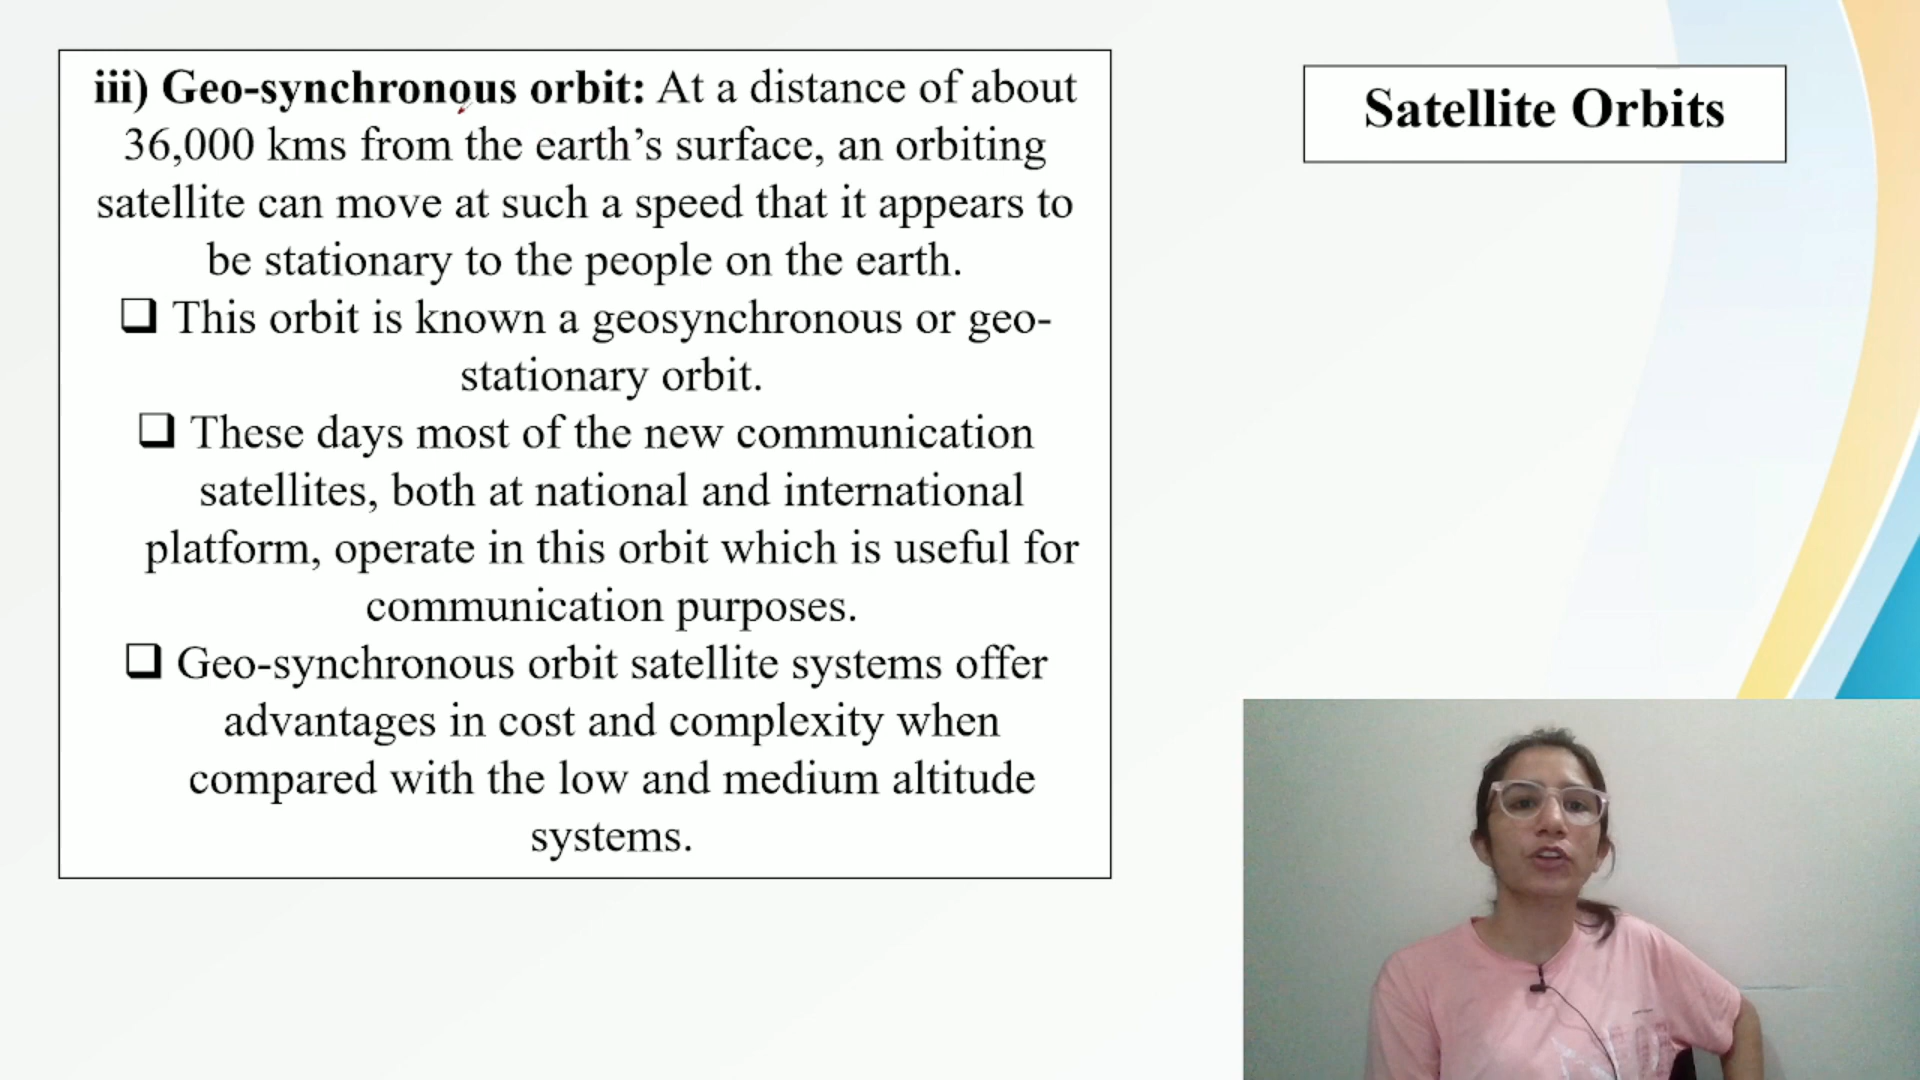 iii) Geo-synchronous orbit: At a distance of about
36,000 kms from the earth’s surface, an orbiting
satellite can move at such a speed that it appears to
be stationary to the people on the earth.
❑ This orbit is known a geosynchronous or geo-
stationary orbit.
❑ These days most of the new communication
satellites, both at national and international
platform, operate in this orbit which is useful for
communication purposes.
❑ Geo-synchronous orbit satellite systems offer
advantages in cost and complexity when
compared with the low and medium altitude
systems.
Satellite Orbits